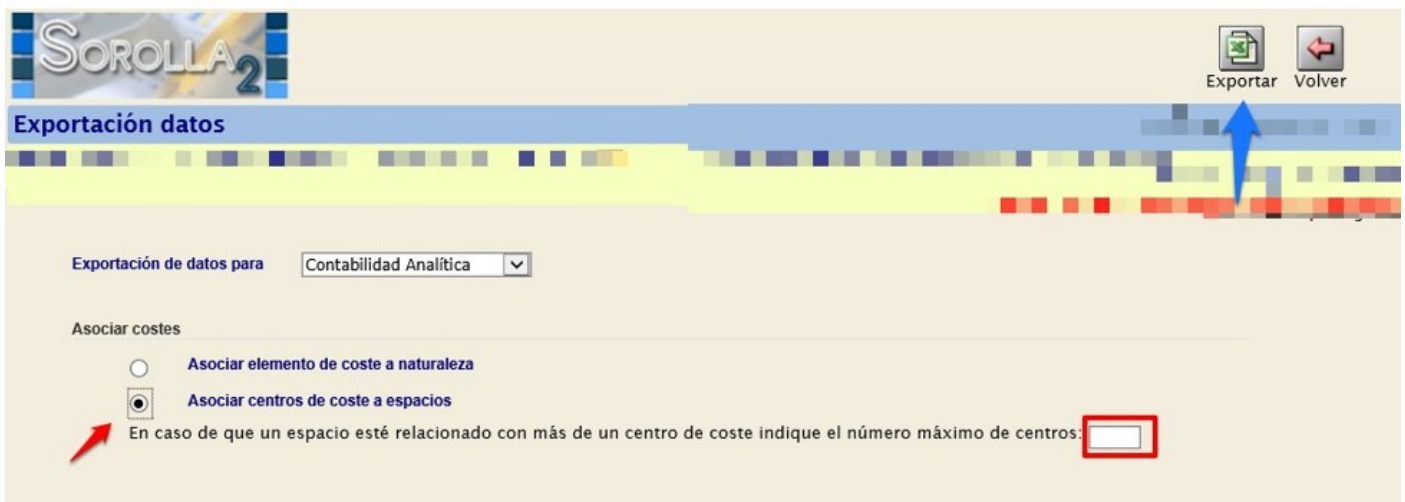 SOROLLA2
Exportar Volver
Exportación datos
Exportación de datos para Contabilidad Analítica
Asociar costes
Asociar elemento de coste a naturaleza
Asociar centros de coste a espacios
En caso de que un espacio esté relacionado con más de un centro de coste indique el número máximo de centros: